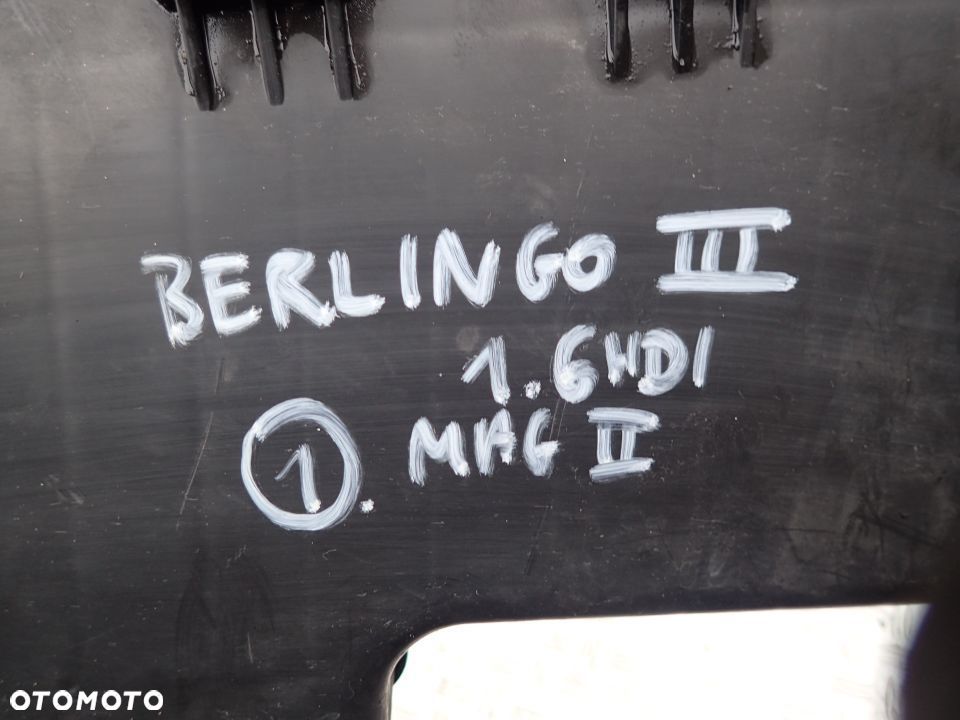 BERLINGO III
1.6HDI
1. MAG II
OTOMOTO